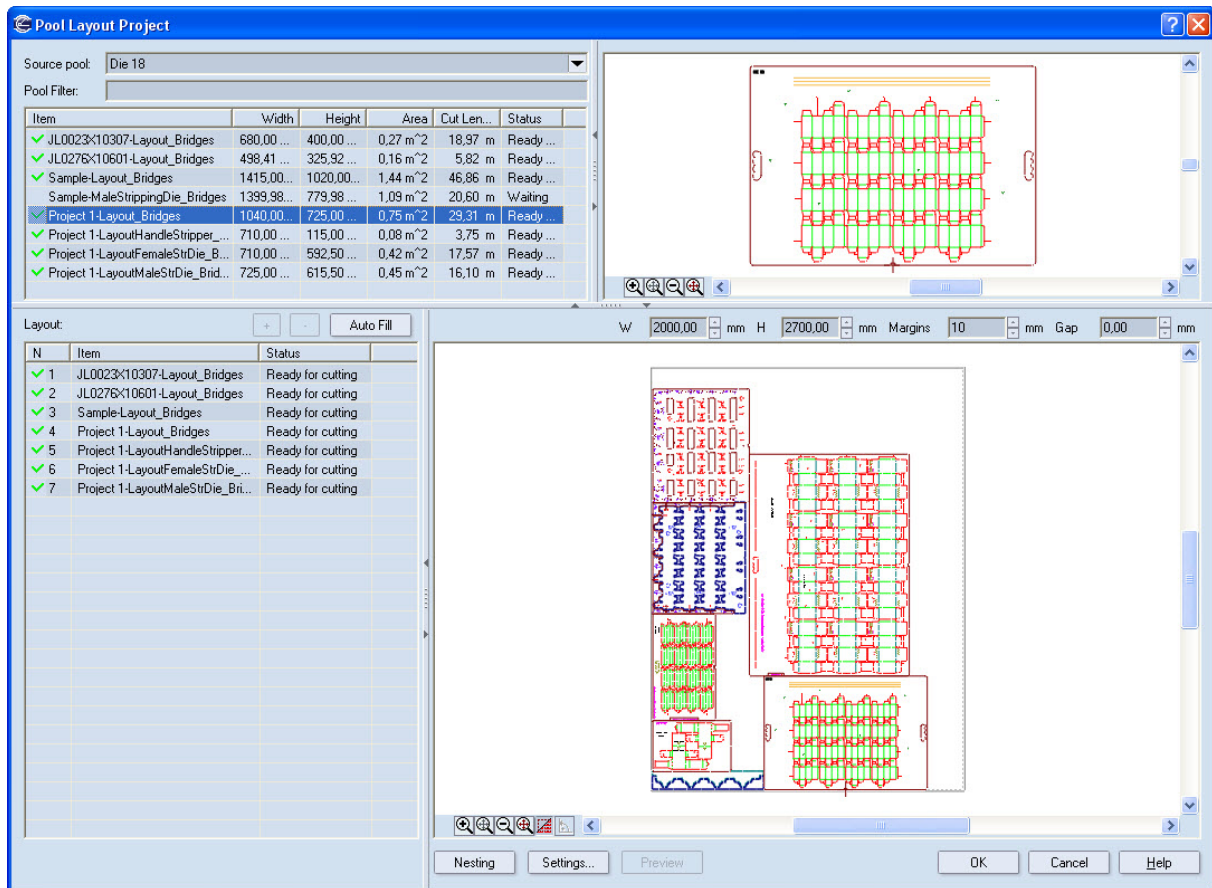 Pool Layout Project
Source pool: Die 18
Pool Filter:
Item Width Height Area Cut Len... Status
JL0023X10307-Layout_Bridges 680,00 ... 400,00 ... 0,27 m^2 18,97 m Ready ...
JL0276X10601-Layout_Bridges 498,41 ... 325,92 ... 0,16 m^2 5,82 m Ready ...
Sample-Layout_Bridges 1415,00... 1020,00... 1,44 m^2 46,86 m Ready ...
Sample-MaleStrippingDie_Bridges 1399,98... 779,98 ... 1,09 m^2 20,60 m Waiting
Project 1-Layout_Bridges 1040,00... 725,00 ... 0,75 m^2 29,31 m Ready ...
Project 1-LayoutHandleStripper_... 710,00 ... 115,00 ... 0,08 m^2 3,75 m Ready ...
Project 1-LayoutFemaleStrDie_B... 710,00 ... 592,50 ... 0,42 m^2 17,57 m Ready ...
Project 1-LayoutMaleStrDie_Brid... 725,00 ... 615,50 ... 0,45 m^2 16,10 m Ready ...
Layout: + - Auto Fill
W 2000,00 mm H 2700,00 mm Margins 10 mm Gap 0,00 mm
N Item Status
1 JL0023X10307-Layout_Bridges Ready for cutting
2 JL0276X10601-Layout_Bridges Ready for cutting
3 Sample-Layout_Bridges Ready for cutting
4 Project 1-Layout_Bridges Ready for cutting
5 Project 1-LayoutHandleStripper... Ready for cutting
6 Project 1-LayoutFemaleStrDie_... Ready for cutting
7 Project 1-LayoutMaleStrDie_Bri... Ready for cutting
Nesting Settings... Preview OK Cancel Help